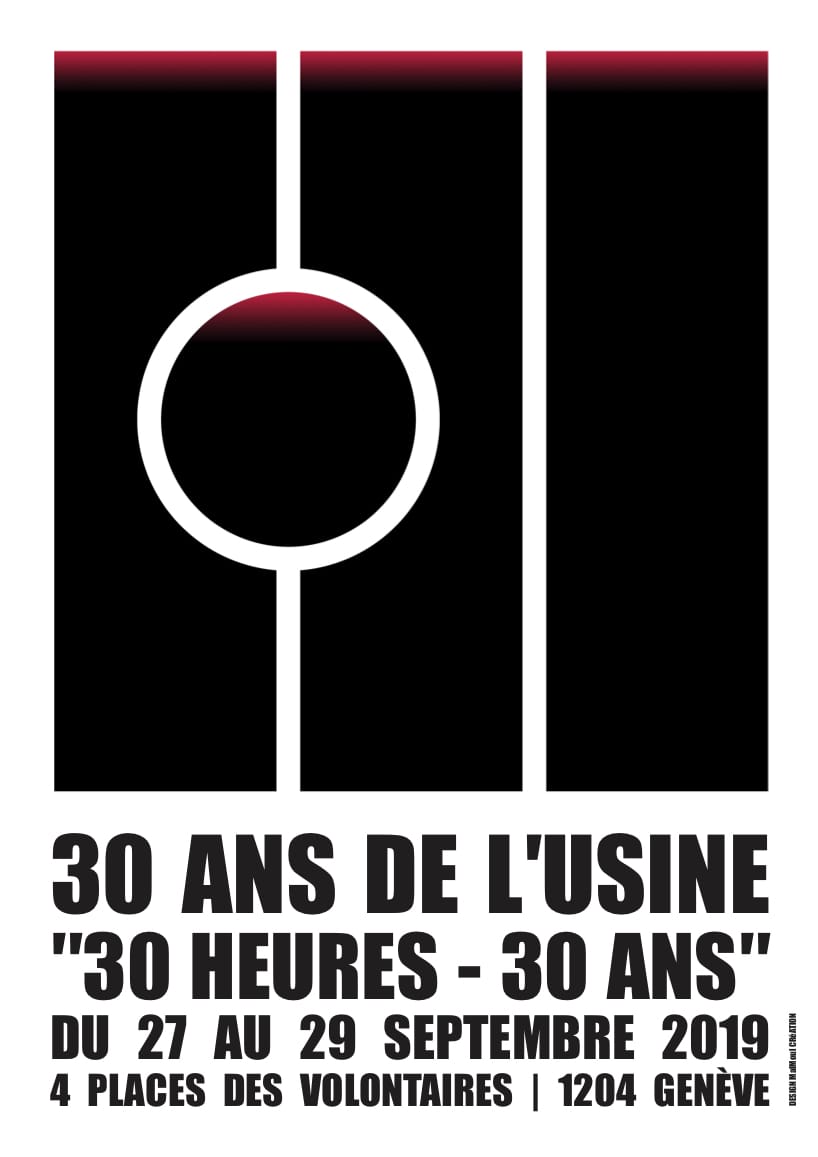 30 ANS DE L'USINE
"30 HEURES - 30 ANS"
DU 27 AU 29 SEPTEMBRE 2019
4 PLACES DES VOLONTAIRES | 1204 GENÈVE
DESIGN MalMoul CRéATION